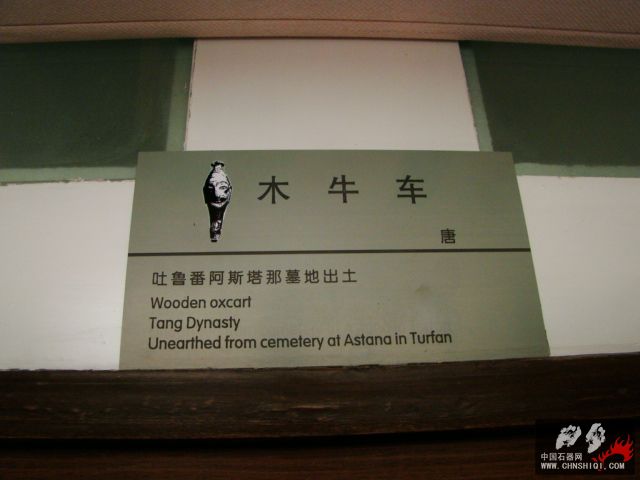 木牛车
唐
吐鲁番阿斯塔那墓地出土
Wooden oxcart
Tang Dynasty
Unearthed from cemetery at Astana in Turfan
中国石器网
WWW.CHNSHIQI.COM